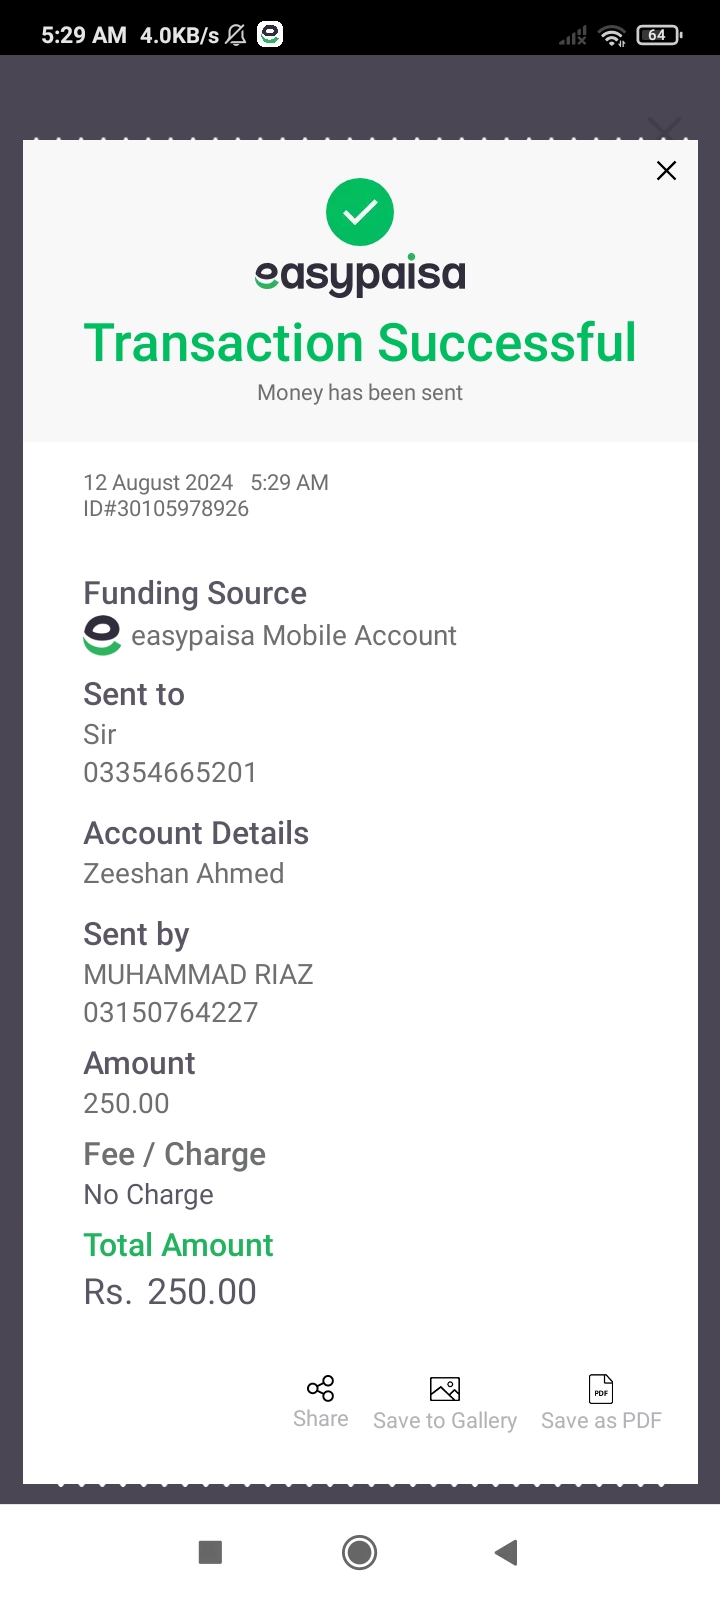 5:29 AM 4.0KB/s 64
easypaisa
Transaction Successful
Money has been sent
12 August 2024 5:29 AM
ID#30105978926
Funding Source
easypaisa Mobile Account
Sent to
Sir
03354665201
Account Details
Zeeshan Ahmed
Sent by
MUHAMMAD RIAZ
03150764227
Amount
250.00
Fee / Charge
No Charge
Total Amount
Rs. 250.00
PDF
Share Save to Gallery Save as PDF